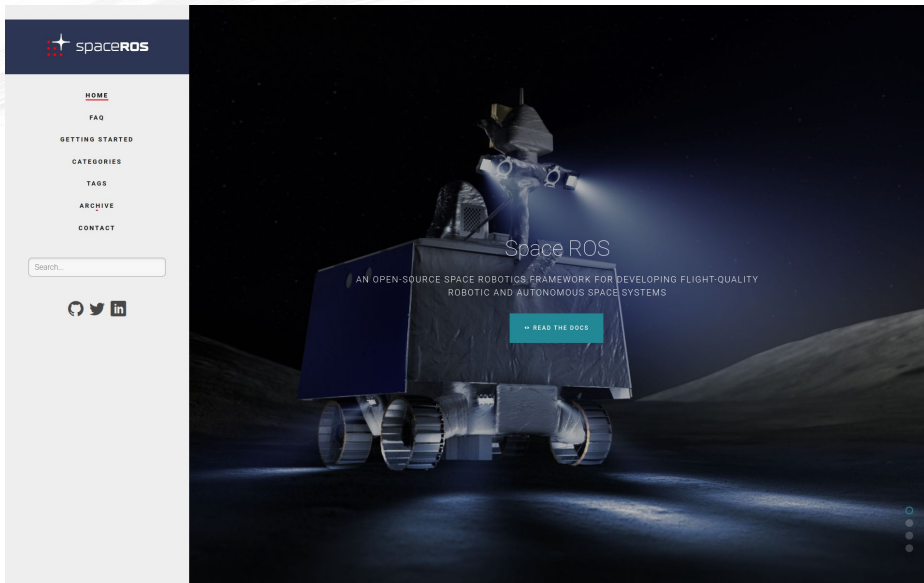 spaceROS
HOME
FAQ
GETTING STARTED
CATEGORIES
TAGS
ARCHIVE
CONTACT
Search...
in
Space ROS
AN OPEN-SOURCE SPACE ROBOTICS FRAMEWORK FOR DEVELOPING FLIGHT-QUALITY
ROBOTIC AND AUTONOMOUS SPACE SYSTEMS
READ THE DOCS